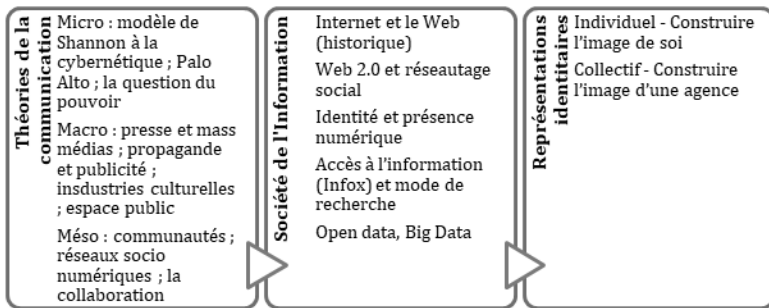 Théories de la
communication
Micro : modèle de
Shannon à la
cybernétique ; Palo
Alto ; la question du
pouvoir
Macro : presse et mass
médias ; propagande
et publicité ;
insdustries culturelles
; espace public
Méso : communautés ;
réseaux socio
numériques ; la
collaboration
Société de l'Information
Internet et le Web
(historique)
Web 2.0 et réseautage
social
Identité et présence
numérique
Accès à l'information
(Infox) et mode de
recherche
Open data, Big Data
Représentations
identitaires
Individuel - Construire
l'image de soi
Collectif - Construire
l'image d'une agence